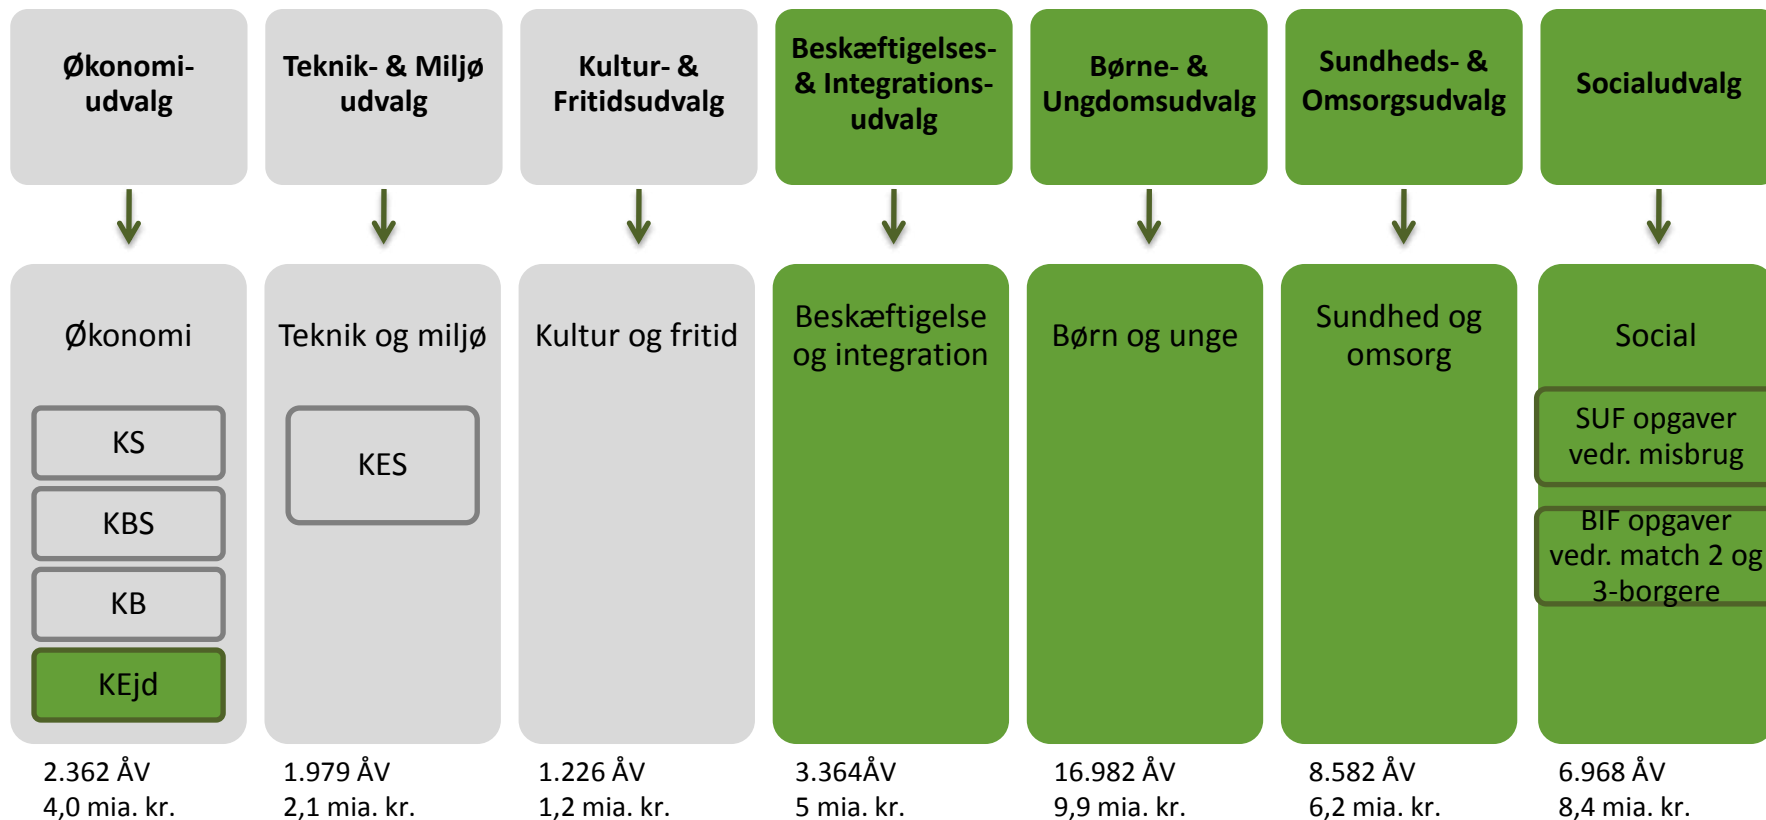 Økonomi-
udvalg
Teknik- & Miljø
udvalg
Kultur- &
Fritidsudvalg
Beskæftigelses-
& Integrations-
udvalg
Børne- &
Ungdomsudvalg
Sundheds- &
Omsorgsudvalg
Socialudvalg
Økonomi
KS
KBS
KB
KEjd
Teknik og miljø
KES
Kultur og fritid
Beskæftigelse
og integration
Børn og unge
Sundhed og
omsorg
Social
SUF opgaver
vedr. misbrug
BIF opgaver
vedr. match 2 og
3-borgere
2.362 ÅV
4,0 mia. kr.
1.979 ÅV
2,1 mia. kr.
1.226 ÅV
1,2 mia. kr.
3.364ÅV
5 mia. kr.
16.982 ÅV
9,9 mia. kr.
8.582 ÅV
6,2 mia. kr.
6.968 ÅV
8,4 mia. kr.